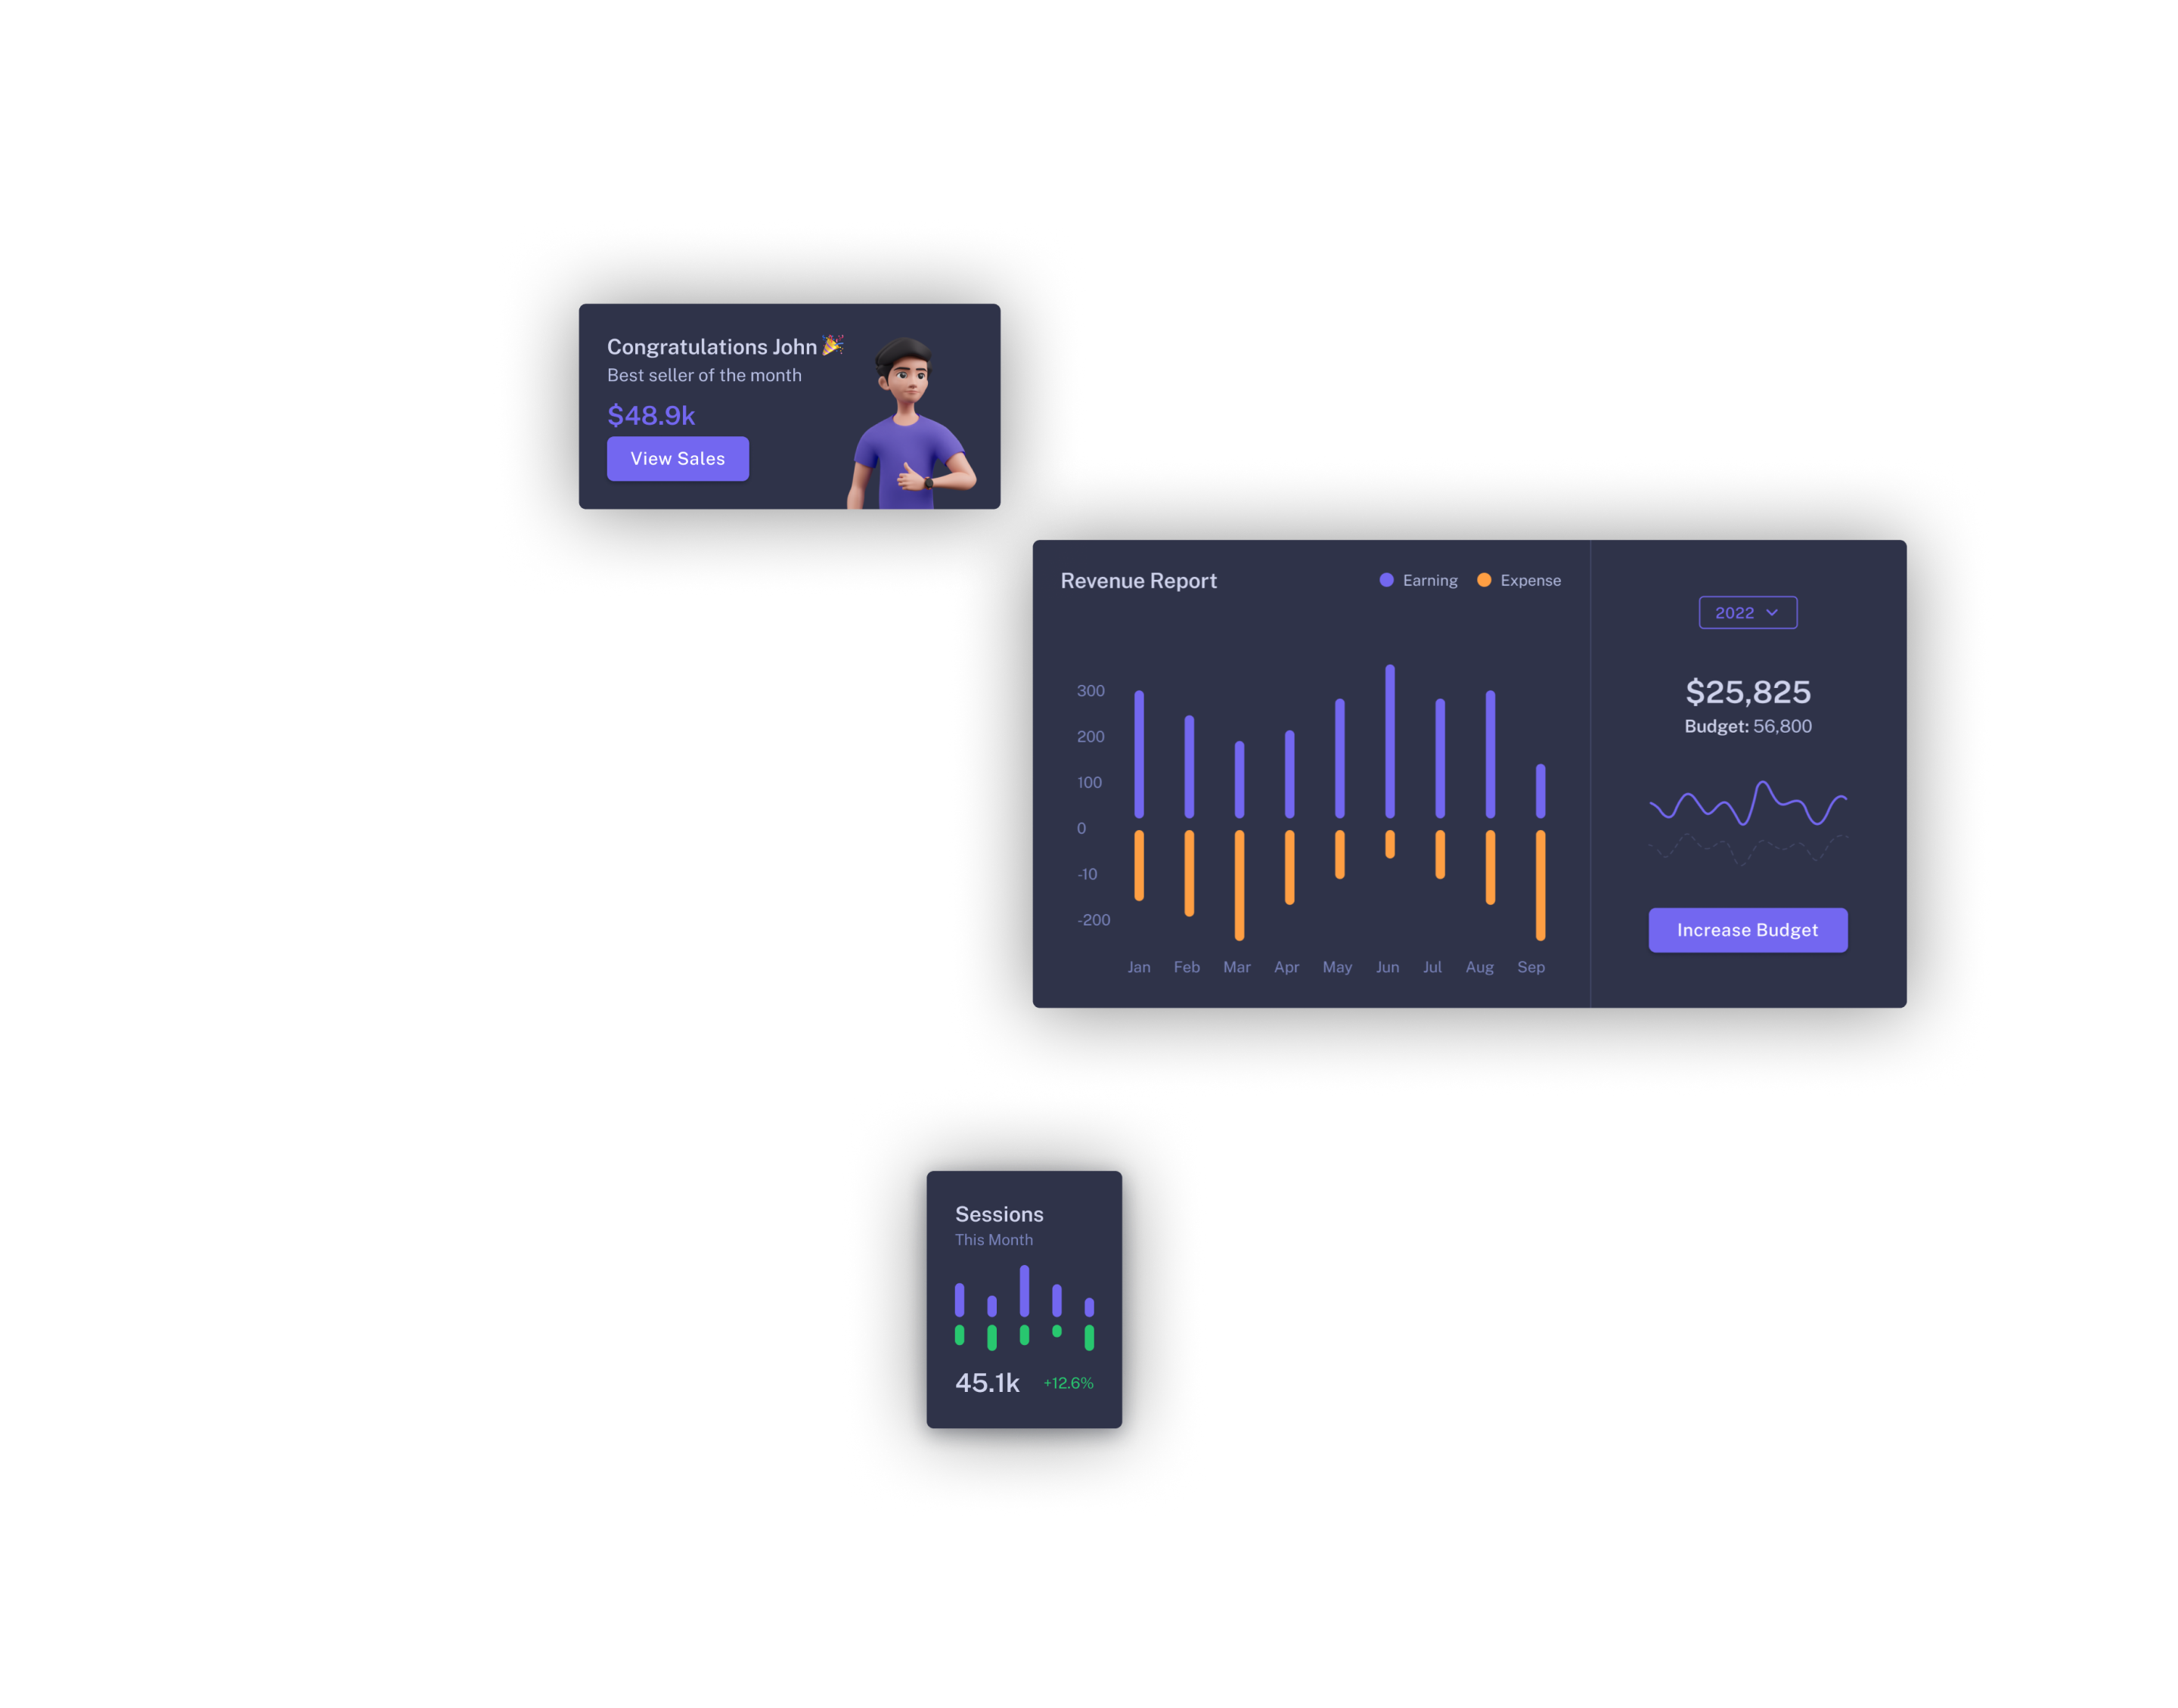 Congratulations John 🎉
Best seller of the month
$48.9k
View Sales
Revenue Report
Earning
Expense
300
200
100
0
-10
-200
Jan Feb Mar Apr May Jun Jul Aug Sep
2022
$25,825
Budget: 56,800
Increase Budget
Sessions
This Month
45.1k +12.6%